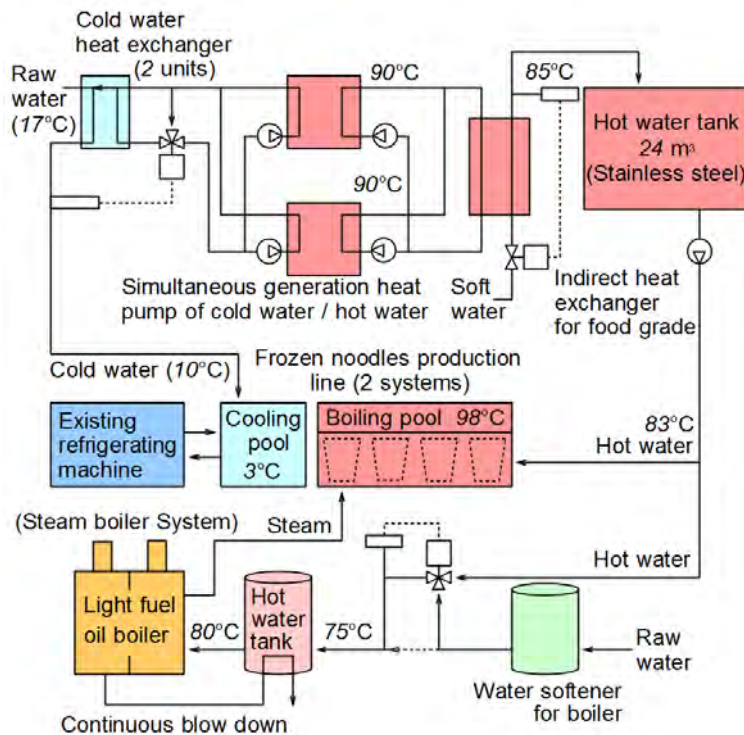 Cold water
heat exchanger
(2 units)
Raw
water
(17°C)
90°C
90°C
85°C
Hot water tank
24 m³
(Stainless steel)
Simultaneous generation heat
pump of cold water / hot water
Soft
water
Indirect heat
exchanger
for food grade
Cold water (10°C)
Frozen noodles production
line (2 systems)
Existing
refrigerating
machine
Cooling
pool
3°C
Boiling pool 98°C
83°C
Hot water
(Steam boiler System)
Steam
Hot water
Light fuel
oil boiler
80°C
Hot
water
tank
75°C
Raw
water
Water softener
for boiler
Continuous blow down